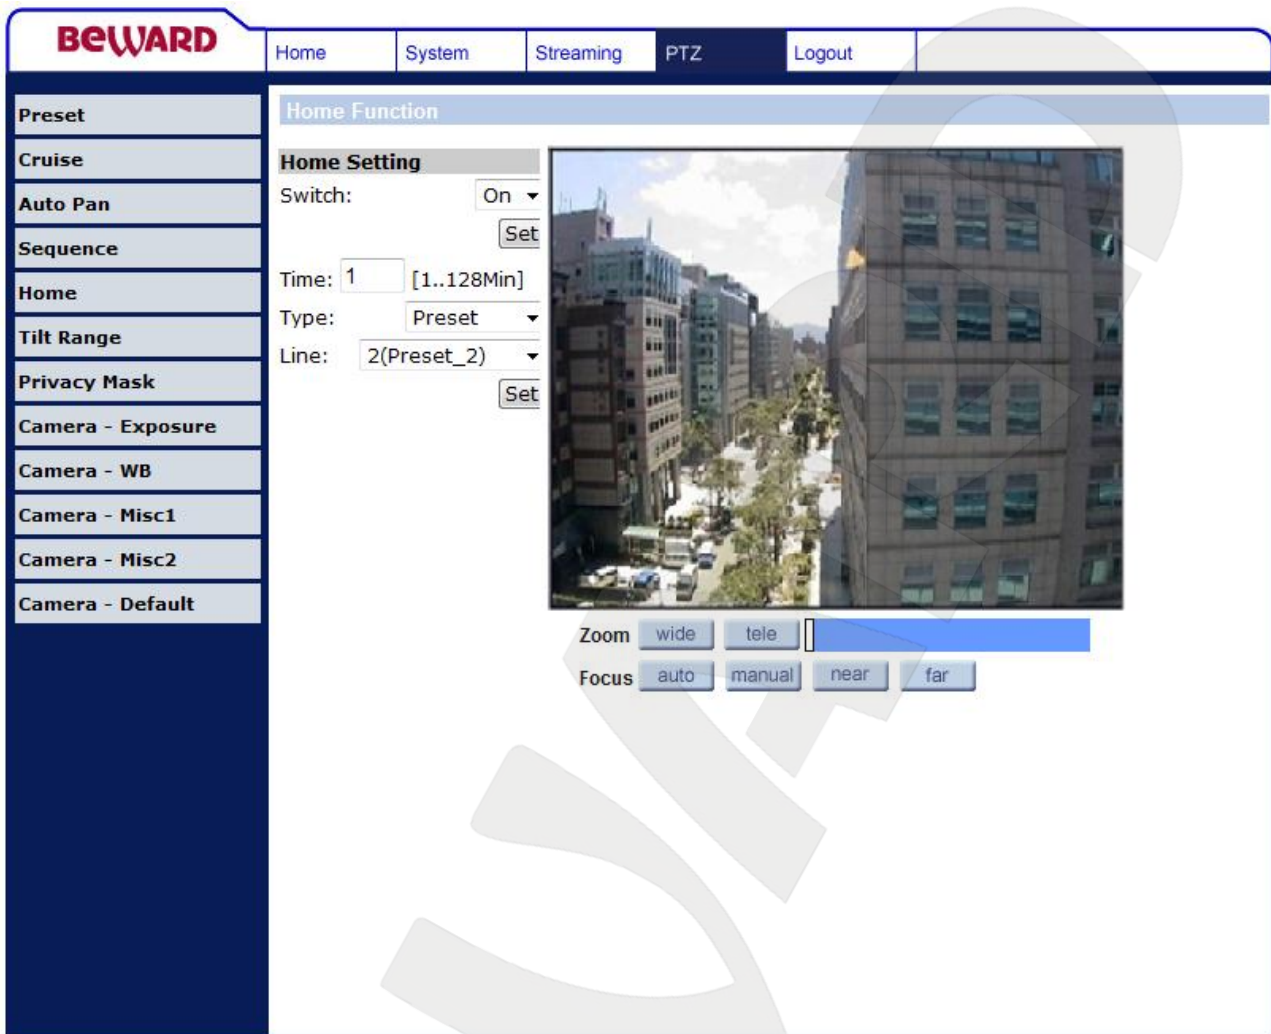 BEWARD
Home System Streaming PTZ Logout
Preset
Cruise
Auto Pan
Sequence
Home
Tilt Range
Privacy Mask
Camera - Exposure
Camera - WB
Camera - Misc1
Camera - Misc2
Camera - Default
Home Function
Home Setting
Switch: On
Set
Time: 1 [1..128Min]
Type: Preset
Line: 2(Preset_2)
Set
Zoom wide tele
Focus auto manual near far